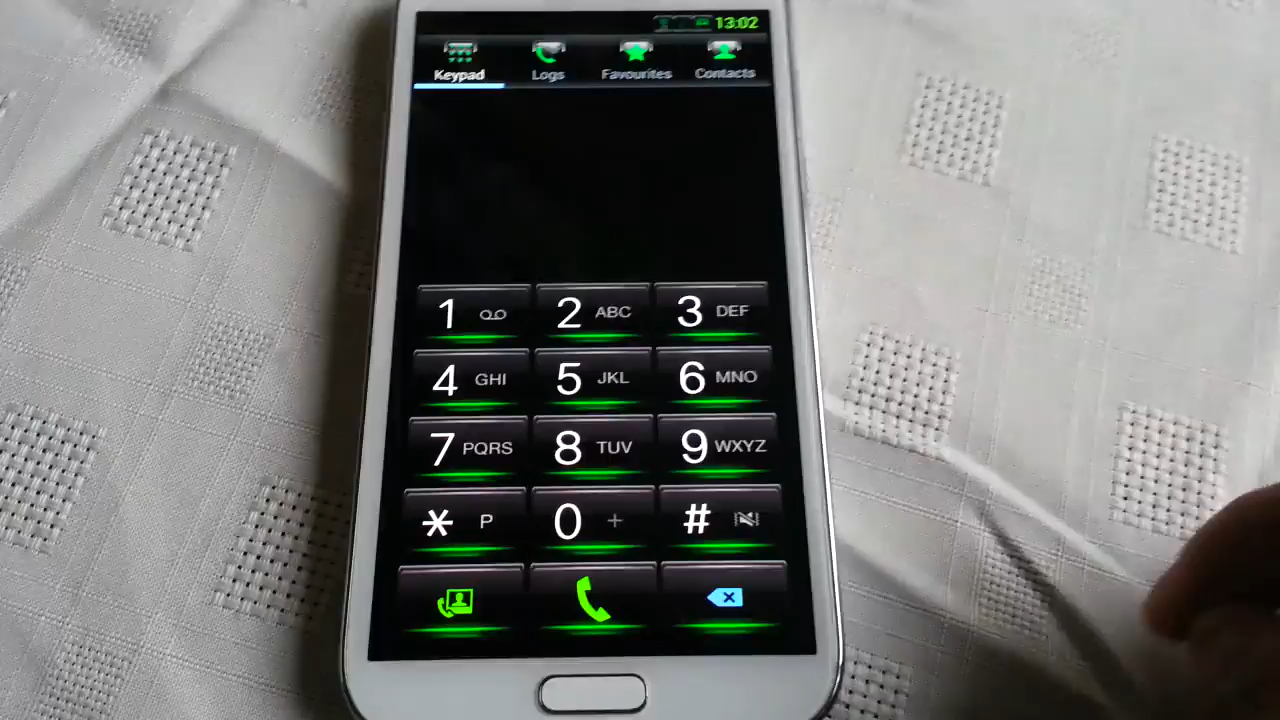 13:02
Keypad Logs Favourites Contacts
1 2 ABC 3 DEF
4 GHI 5 JKL 6 MNO
7 PQRS 8 TUV 9 WXYZ
* P 0 + #